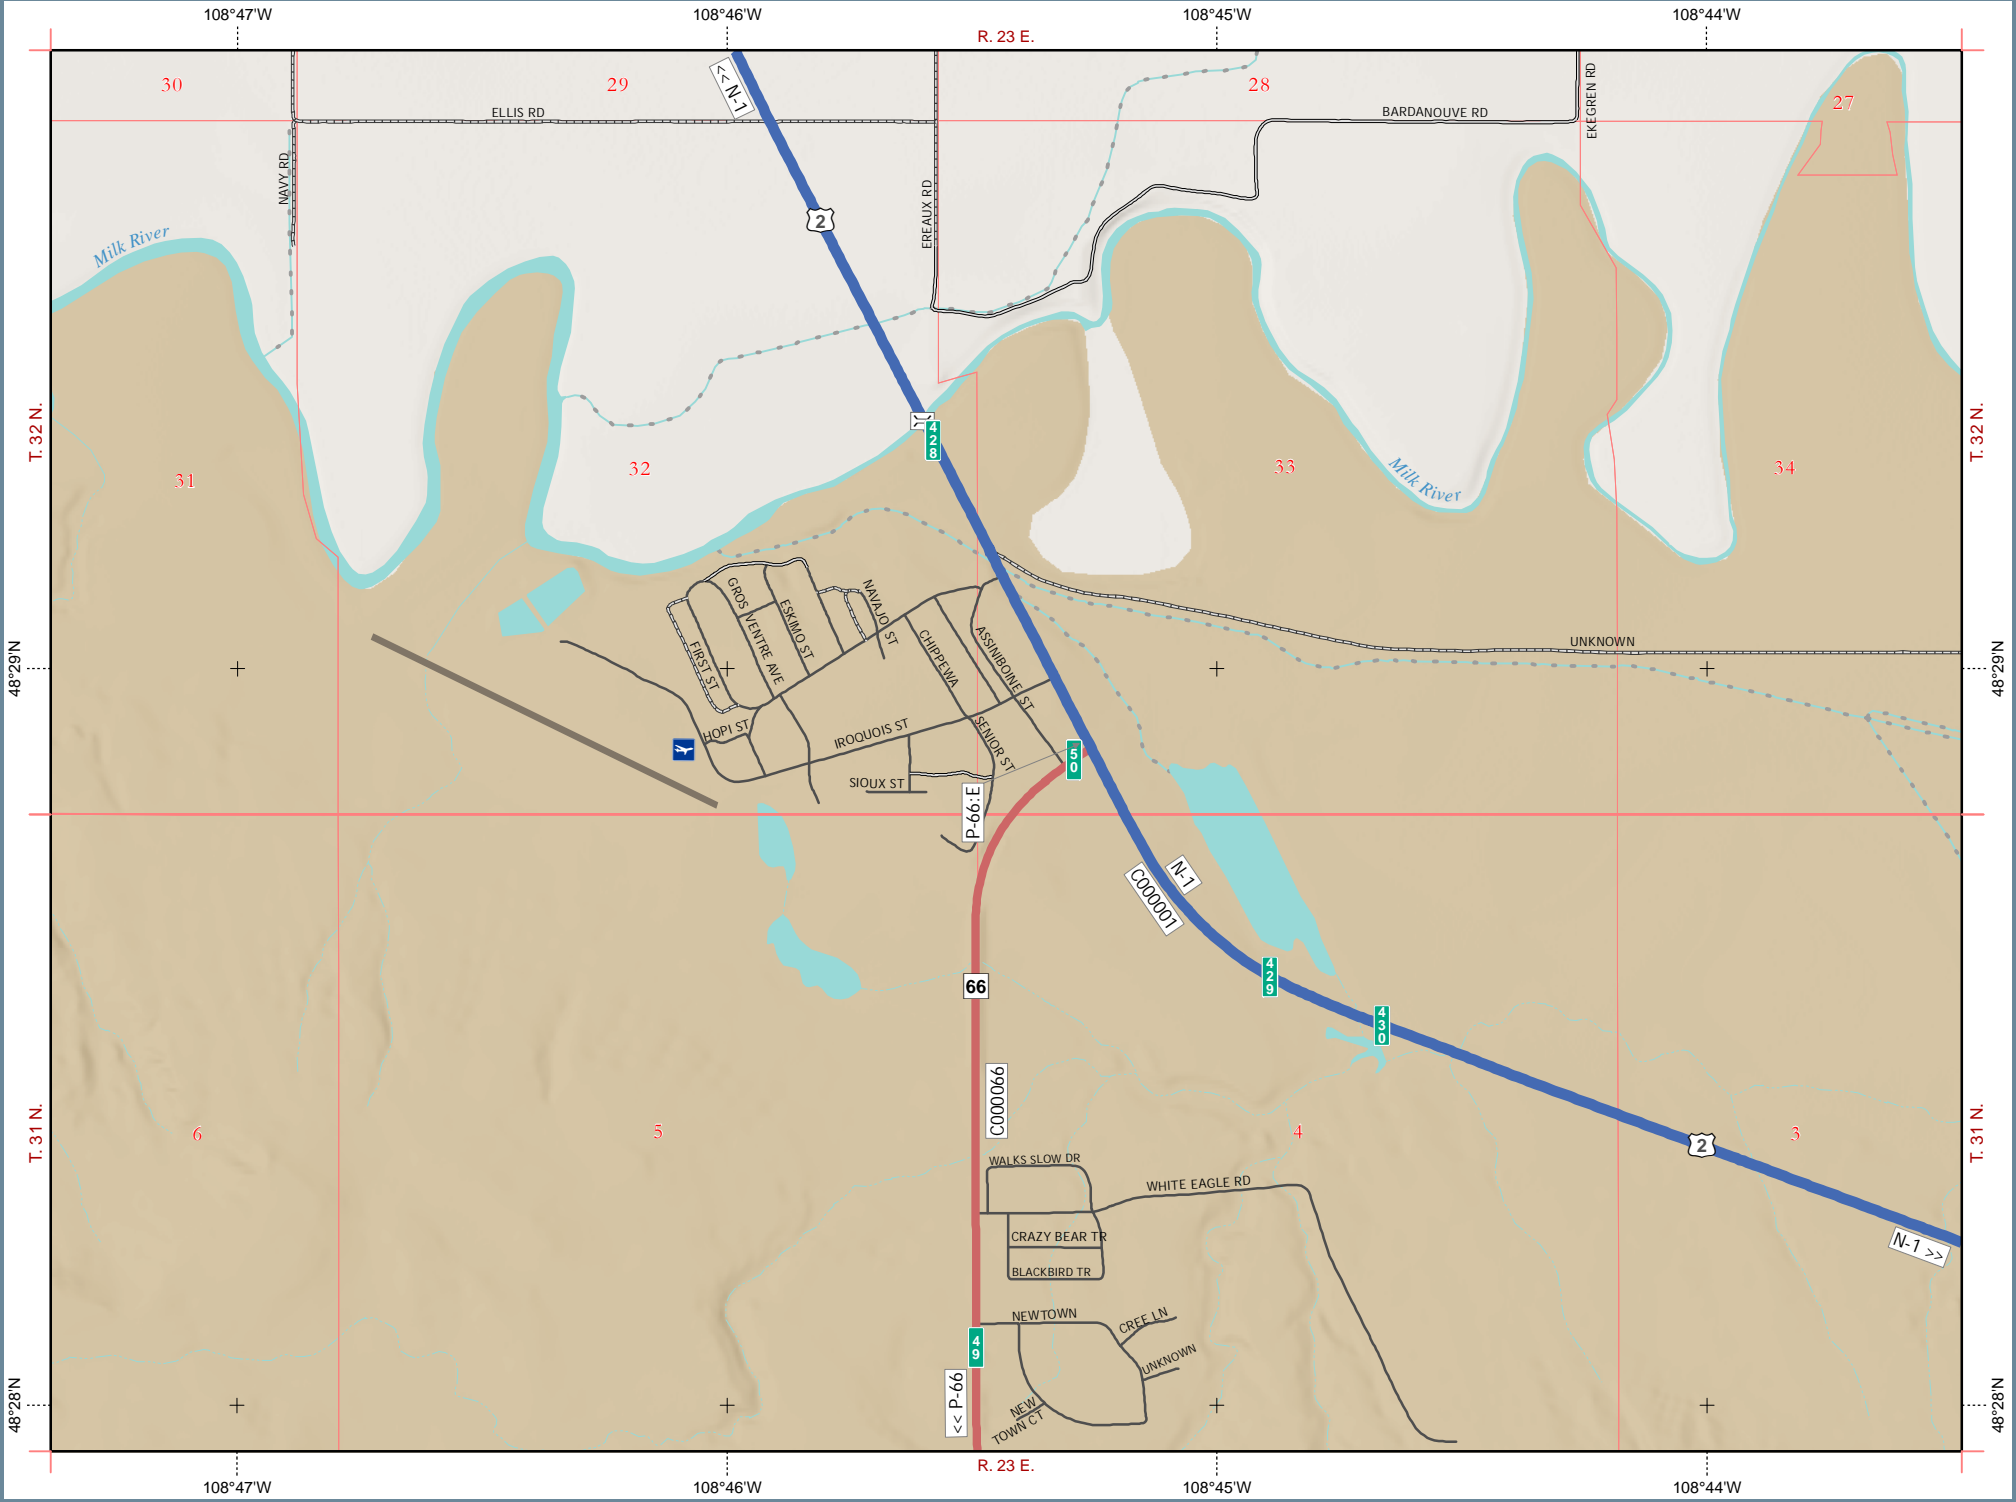 108°47'W
108°46'W
108°45'W
108°44'W
R. 23 E.
30
29
28
27
<< N-1
ELLIS RD
BARDANOUVE RD
EKEGREN RD
NAVY RD
EREAUX RD
2
Milk River
T. 32 N.
T. 32 N.
428
31
32
33
34
Milk River
GROS VENTRE AVE
ESKIMO ST
NAVAJO ST
FIRST ST
CHIPPEWA
ASSINIBOINE ST
UNKNOWN
48°29'N
48°29'N
HOPI ST
IROQUOIS ST
SENIOR ST
SIOUX ST
50
P-66:E
N-1
C000001
66
429
430
C000066
T. 31 N.
T. 31 N.
6
5
4
3
2
WALKS SLOW DR
WHITE EAGLE RD
CRAZY BEAR TR
BLACKBIRD TR
N-1 >>
NEWTOWN
CREE LN
UNKNOWN
49
<< P-66
NEW
TOWN CT
48°28'N
48°28'N
R. 23 E.
108°47'W
108°46'W
108°45'W
108°44'W